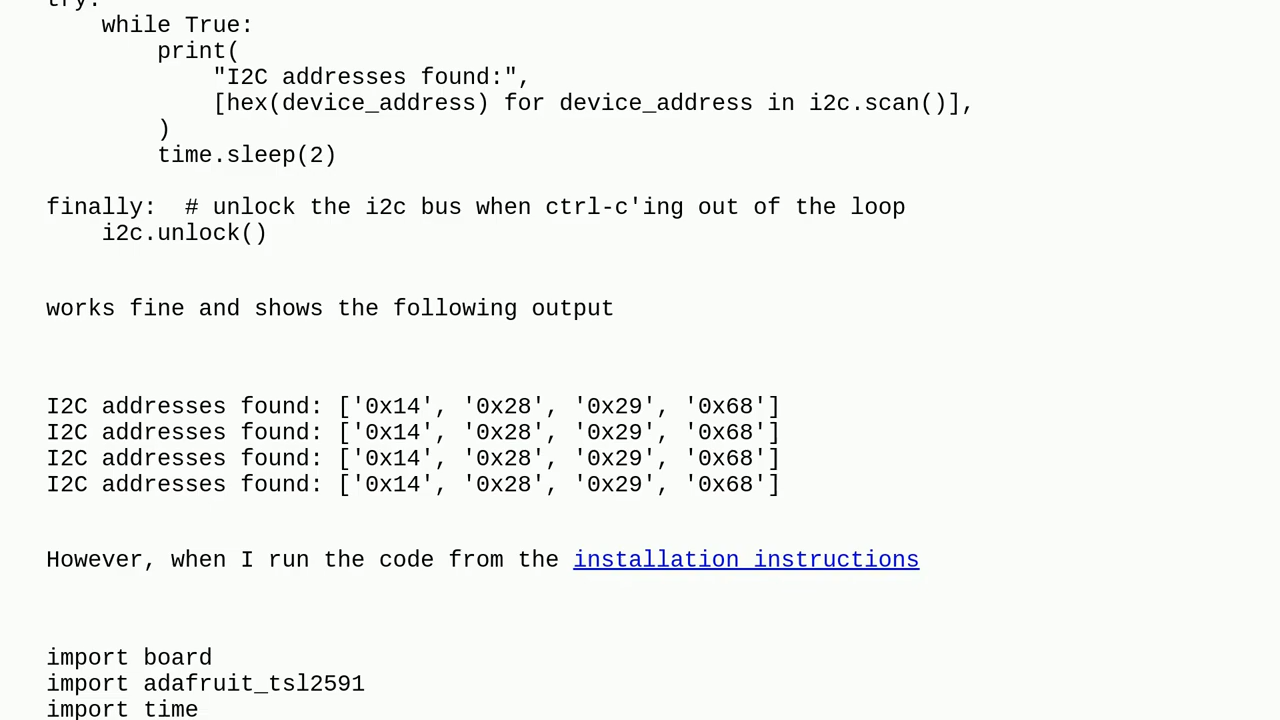 try:
while True:
print(
"I2C addresses found:",
[hex(device_address) for device_address in i2c.scan()],
)
time.sleep(2)
finally:  # unlock the i2c bus when ctrl-c'ing out of the loop
i2c.unlock()
works fine and shows the following output
I2C addresses found: ['0x14', '0x28', '0x29', '0x68']
I2C addresses found: ['0x14', '0x28', '0x29', '0x68']
I2C addresses found: ['0x14', '0x28', '0x29', '0x68']
I2C addresses found: ['0x14', '0x28', '0x29', '0x68']
However, when I run the code from the installation instructions
import board
import adafruit_tsl2591
import time